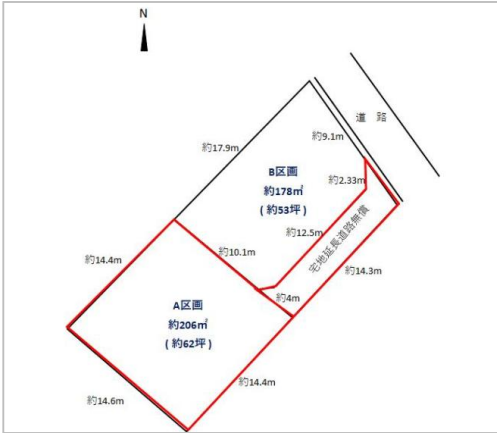 N
道 路
約9.1m
約17.9m
B区画
約178㎡
( 約53坪 )
約2.33m
約12.5m
宅地延長道路無償
約10.1m
約14.4m
約14.3m
約4m
A区画
約206㎡
( 約62坪 )
約14.4m
約14.6m